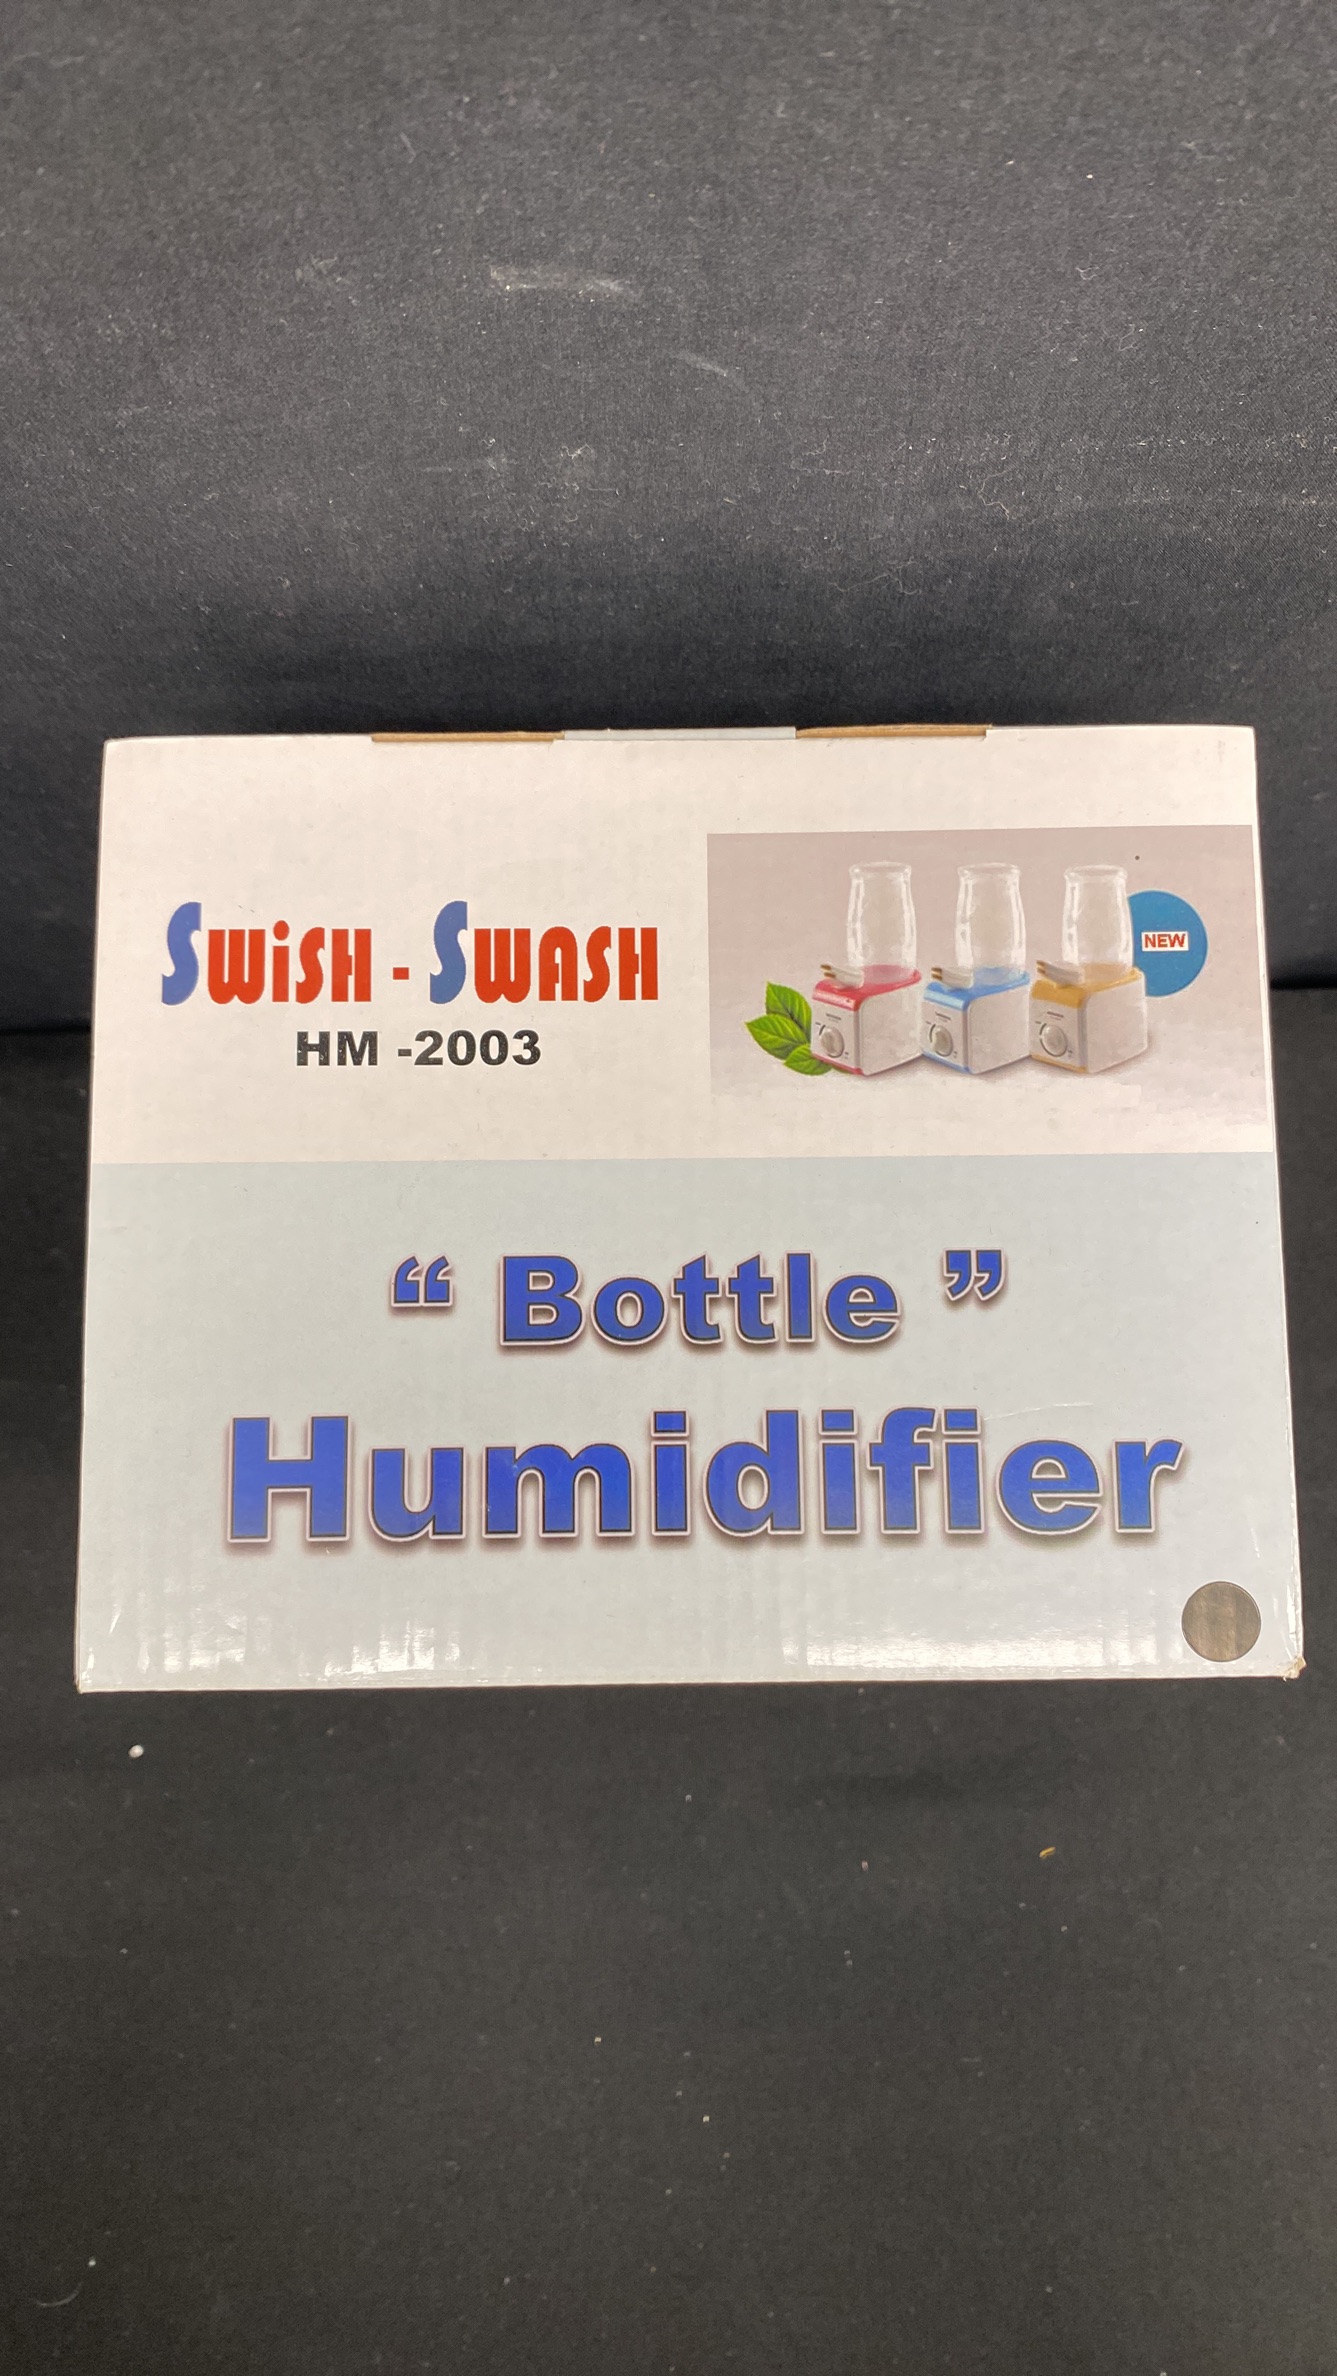 SWiSH - SWASH
HM -2003
NEW
“ Bottle ”
Humidifier